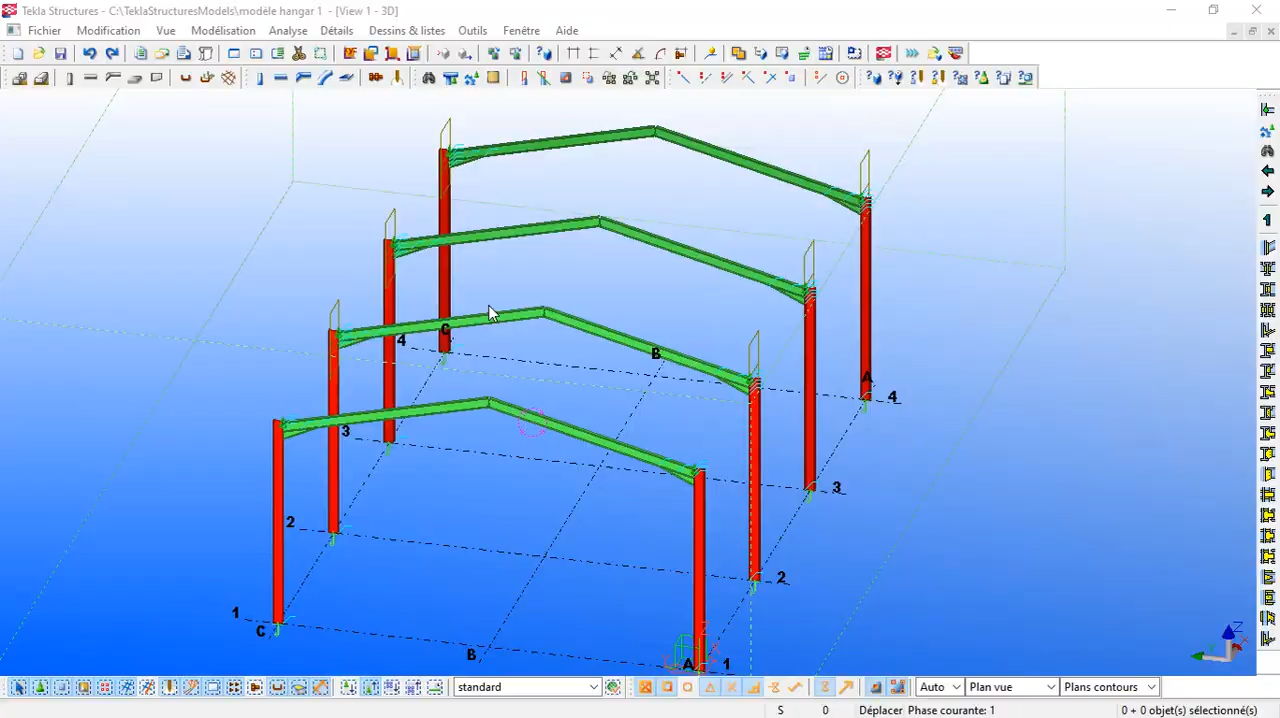 Tekla Structures - C:\TeklaStructuresModels\modèle hangar 1 - [View 1 - 3D]
Fichier Modification Vue Modélisation Analyse Détails Dessins & listes Outils Fenêtre Aide
C
4
B
A
4
3
3
2
2
1
C
B
A
1
Z
standard
Auto
Plan vue
Plans contours
S 0 Déplacer Phase courante: 1 0 + 0 objet(s) sélectionné(s)